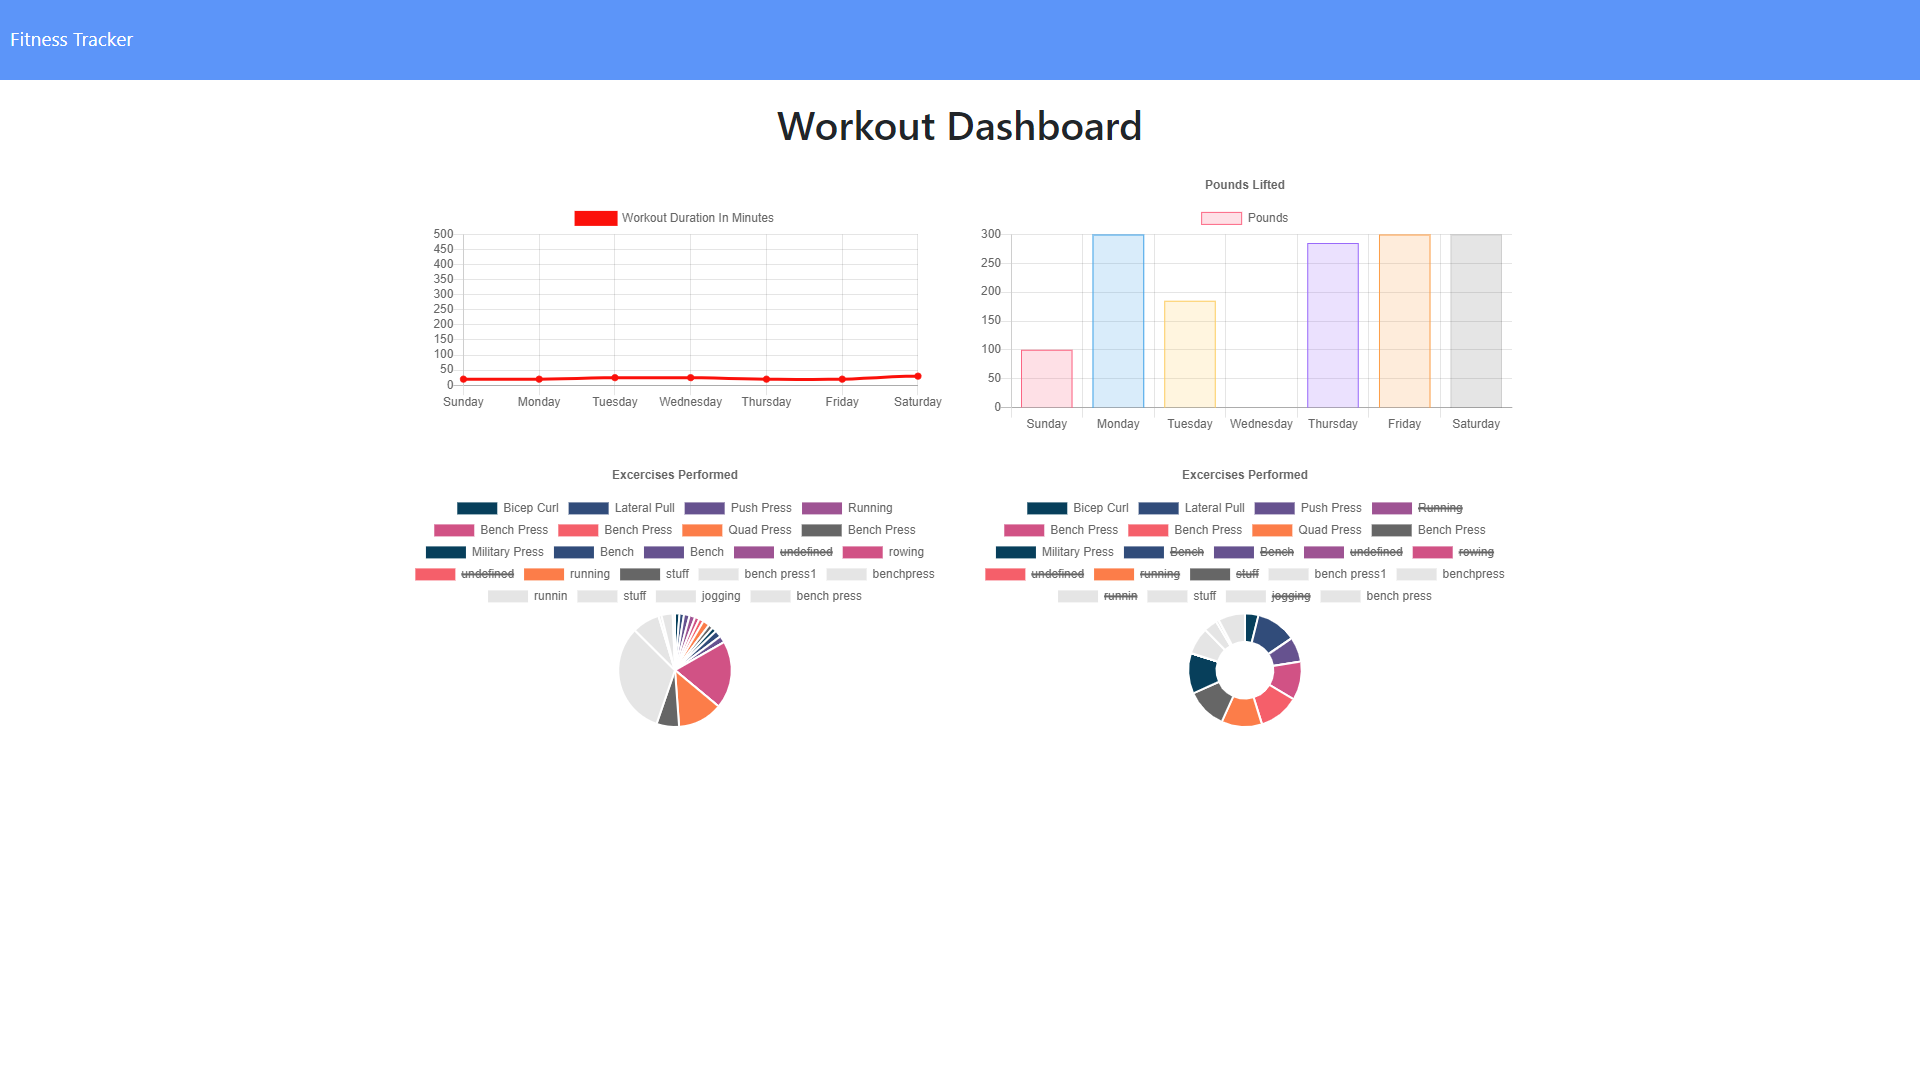 Fitness Tracker
Workout Dashboard
Workout Duration In Minutes
500
450
400
350
300
250
200
150
100
50
0
Sunday Monday Tuesday Wednesday Thursday Friday Saturday
Pounds Lifted
Pounds
300
250
200
150
100
50
0
Sunday Monday Tuesday Wednesday Thursday Friday Saturday
Excercises Performed
Bicep Curl Lateral Pull Push Press Running
Bench Press Bench Press Quad Press Bench Press
Military Press Bench Bench undefined rowing
undefined running stuff bench press1 benchpress
runnin stuff jogging bench press
Excercises Performed
Bicep Curl Lateral Pull Push Press Running
Bench Press Bench Press Quad Press Bench Press
Military Press Bench Bench undefined rowing
undefined running stuff bench press1 benchpress
runnin stuff jogging bench press